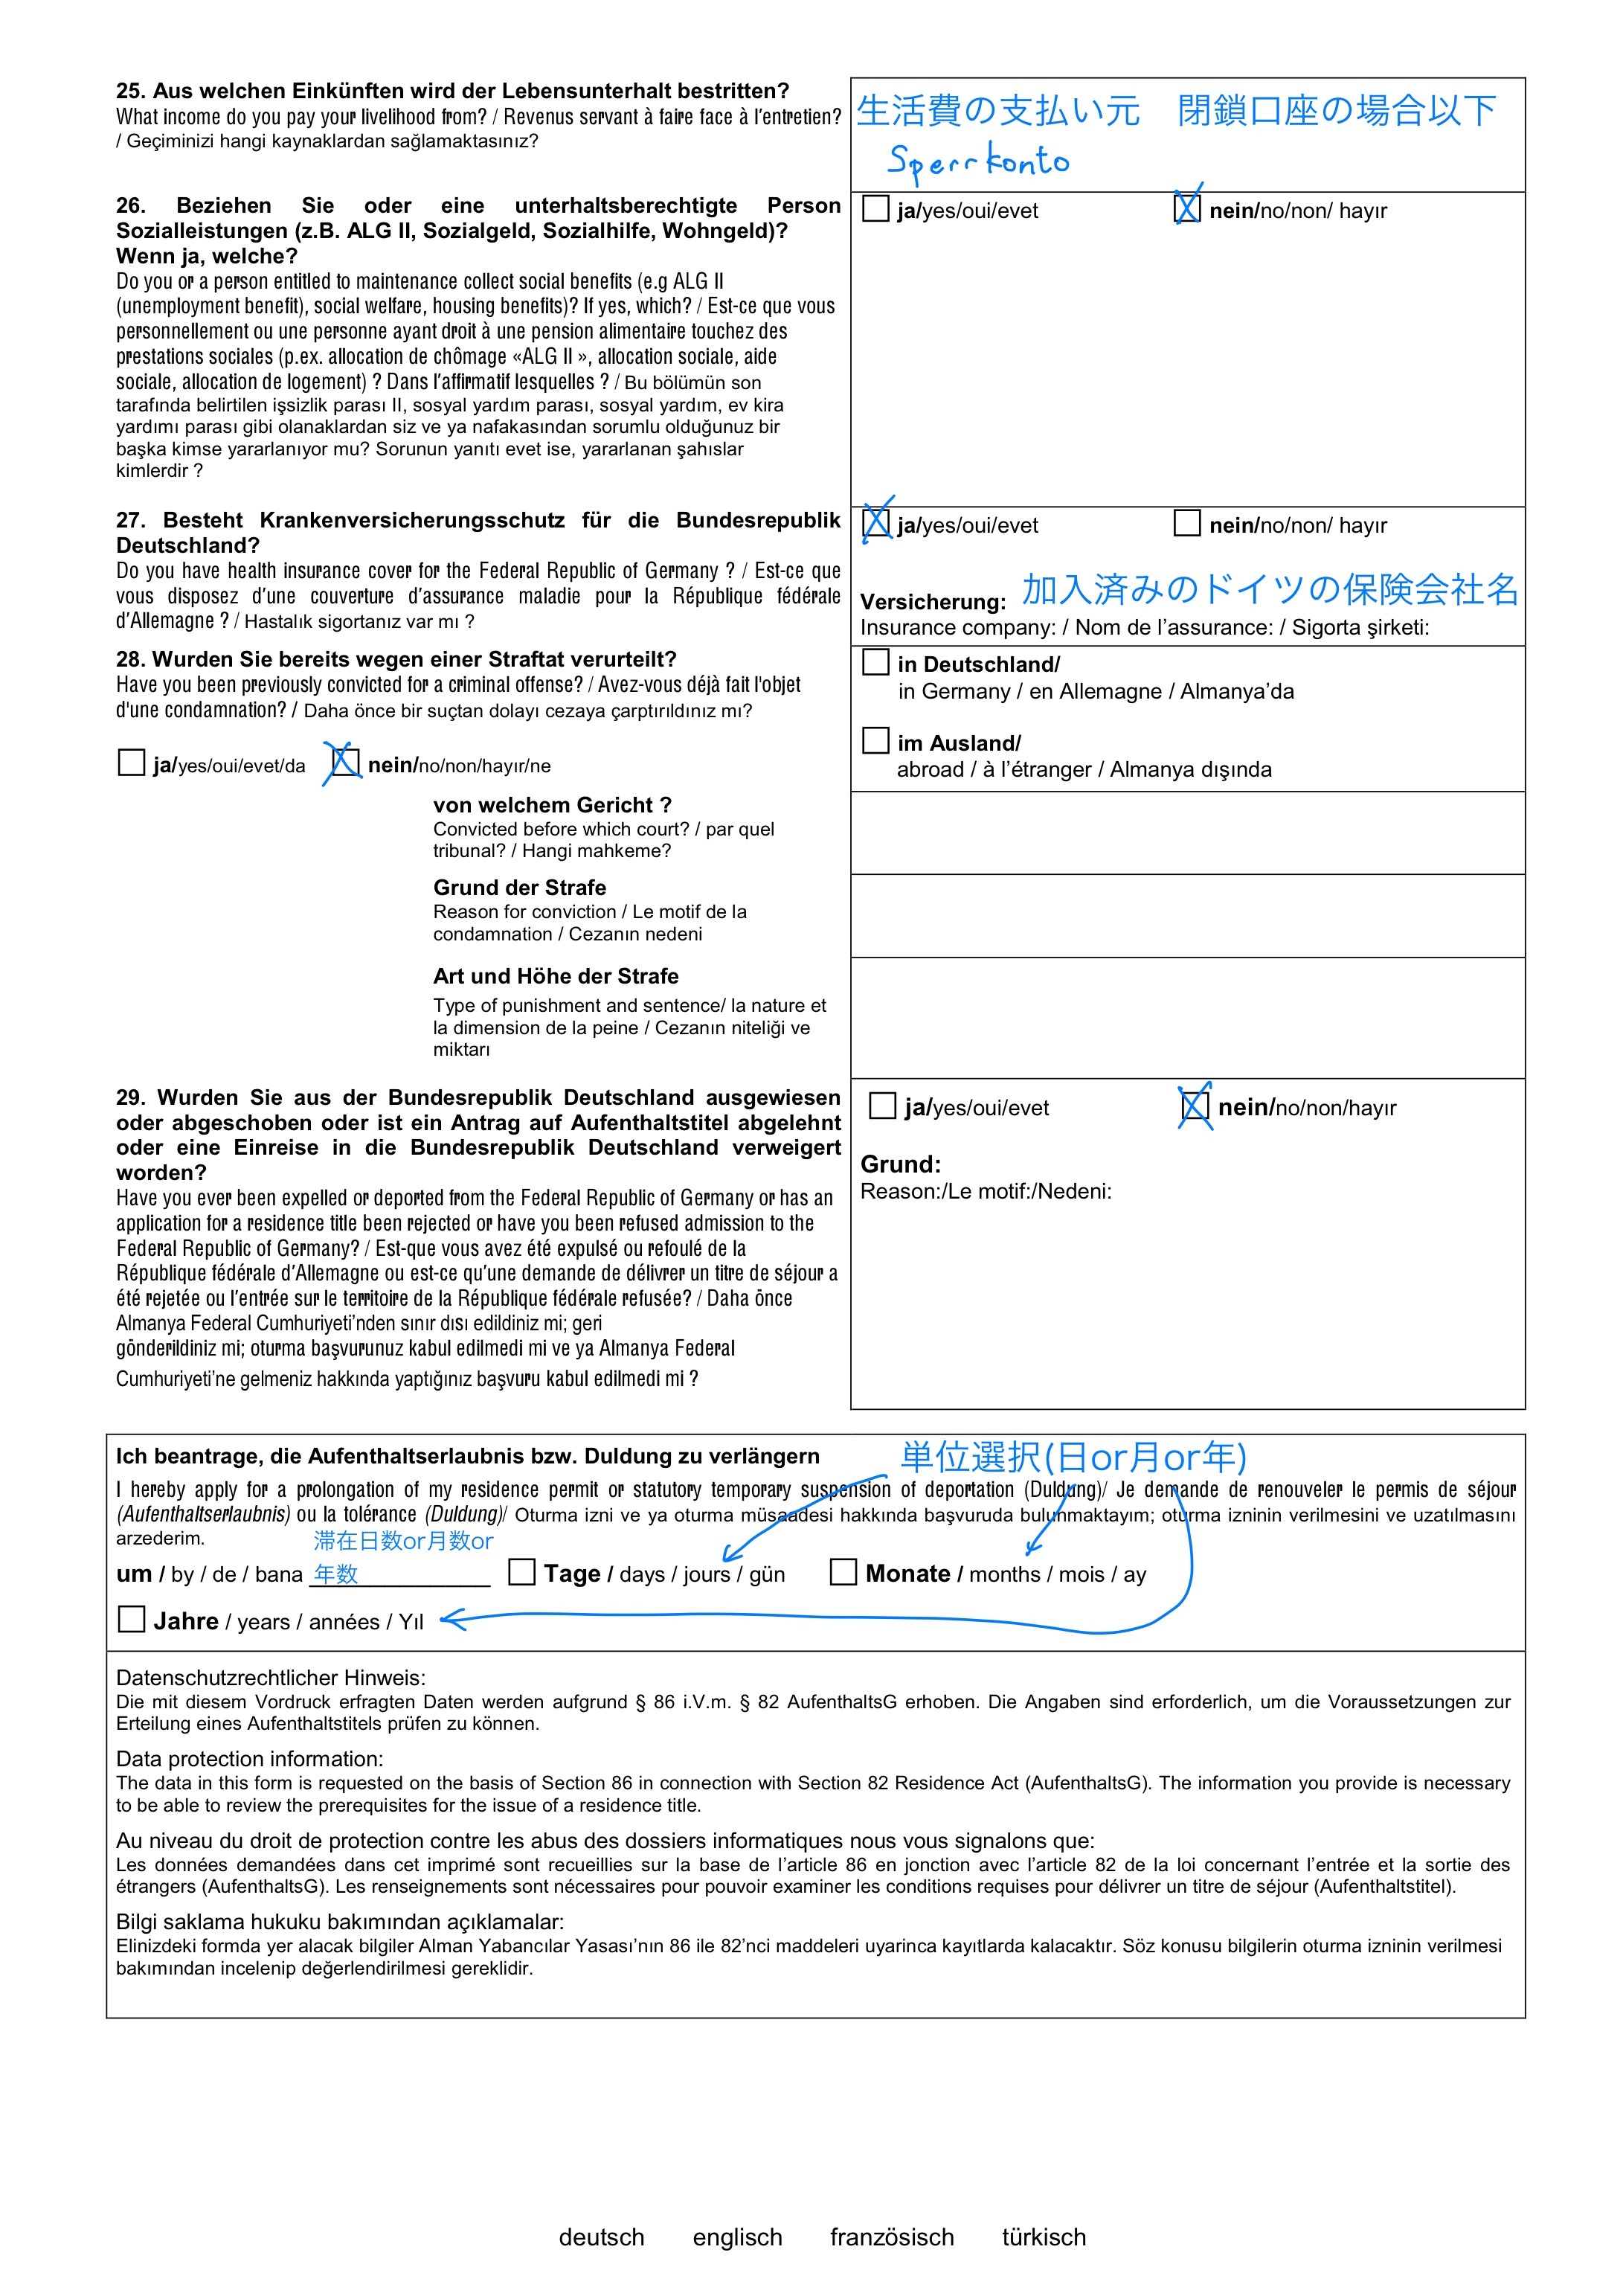 25. Aus welchen Einkünften wird der Lebensunterhalt bestritten?
What income do you pay your livelihood from? / Revenus servant à faire face à l'entretien?
/ Geçiminizi hangi kaynaklardan sağlamaktasınız?
生活費の支払い元　閉鎖口座の場合以下
Sperrkonto
26. Beziehen Sie oder eine unterhaltsberechtigte Person
Sozialleistungen (z.B. ALG II, Sozialgeld, Sozialhilfe, Wohngeld)?
Wenn ja, welche?
Do you or a person entitled to maintenance collect social benefits (e.g ALG II
(unemployment benefit), social welfare, housing benefits)? If yes, which? / Est-ce que vous
personnellement ou une personne ayant droit à une pension alimentaire touchez des
prestations sociales (p.ex. allocation de chômage «ALG II », allocation sociale, aide
sociale, allocation de logement) ? Dans l'affirmatif lesquelles ? / Bu bölümün son
tarafında belirtilen işsizlik parası II, sosyal yardım parası, sosyal yardım, ev kira
yardımı parası gibi olanaklardan siz ve ya nafakasından sorumlu olduğunuz bir
başka kimse yararlanıyor mu? Sorunun yanıtı evet ise, yararlanan şahıslar
kimlerdir ?
ja/yes/oui/evet nein/no/non/ hayır
27. Besteht Krankenversicherungsschutz für die Bundesrepublik
Deutschland?
Do you have health insurance cover for the Federal Republic of Germany ? / Est-ce que
vous disposez d'une couverture d'assurance maladie pour la République fédérale
d'Allemagne ? / Hastalık sigortanız var mı ?
ja/yes/oui/evet nein/no/non/ hayır
Versicherung: 加入済みのドイツの保険会社名
Insurance company: / Nom de l'assurance: / Sigorta şirketi:
28. Wurden Sie bereits wegen einer Straftat verurteilt?
Have you been previously convicted for a criminal offense? / Avez-vous déjà fait l'objet
d'une condamnation? / Daha önce bir suçtan dolayı cezaya çarptırıldınız mı?
ja/yes/oui/evet/da nein/no/non/hayır/ne
in Deutschland/
in Germany / en Allemagne / Almanya'da
im Ausland/
abroad / à l'étranger / Almanya dışında
von welchem Gericht ?
Convicted before which court? / par quel
tribunal? / Hangi mahkeme?
Grund der Strafe
Reason for conviction / Le motif de la
condamnation / Cezanın nedeni
Art und Höhe der Strafe
Type of punishment and sentence/ la nature et
la dimension de la peine / Cezanın niteliği ve
miktarı
29. Wurden Sie aus der Bundesrepublik Deutschland ausgewiesen
oder abgeschoben oder ist ein Antrag auf Aufenthaltstitel abgelehnt
oder eine Einreise in die Bundesrepublik Deutschland verweigert
worden?
Have you ever been expelled or deported from the Federal Republic of Germany or has an
application for a residence title been rejected or have you been refused admission to the
Federal Republic of Germany? / Est-que vous avez été expulsé ou refoulé de la
République fédérale d'Allemagne ou est-ce qu'une demande de délivrer un titre de séjour a
été rejetée ou l'entrée sur le territoire de la République fédérale refusée? / Daha önce
Almanya Federal Cumhuriyeti'nden sınır dısı edildiniz mi; geri
gönderildiniz mi; oturma başvurunuz kabul edilmedi mi ve ya Almanya Federal
Cumhuriyeti'ne gelmeniz hakkında yaptığınız başvuru kabul edilmedi mi ?
ja/yes/oui/evet nein/no/non/hayır
Grund:
Reason:/Le motif:/Nedeni:
Ich beantrage, die Aufenthaltserlaubnis bzw. Duldung zu verlängern 単位選択(日or月or年)
I hereby apply for a prolongation of my residence permit or statutory temporary suspension of deportation (Duldung)/ Je demande de renouveler le permis de séjour
(Aufenthaltserlaubnis) ou la tolérance (Duldung)/ Oturma izni ve ya oturma müsaadesi hakkında başvuruda bulunmaktayım; oturma izninin verilmesini ve uzatılmasını
arzederim.
滞在日数or月数or
年数
um / by / de / bana Tage / days / jours / gün Monate / months / mois / ay
Jahre / years / années / Yıl
Datenschutzrechtlicher Hinweis:
Die mit diesem Vordruck erfragten Daten werden aufgrund § 86 i.V.m. § 82 AufenthaltsG erhoben. Die Angaben sind erforderlich, um die Voraussetzungen zur
Erteilung eines Aufenthaltstitels prüfen zu können.
Data protection information:
The data in this form is requested on the basis of Section 86 in connection with Section 82 Residence Act (AufenthaltsG). The information you provide is necessary
to be able to review the prerequisites for the issue of a residence title.
Au niveau du droit de protection contre les abus des dossiers informatiques nous vous signalons que:
Les données demandées dans cet imprimé sont recueillies sur la base de l'article 86 en jonction avec l'article 82 de la loi concernant l'entrée et la sortie des
étrangers (AufenthaltsG). Les renseignements sont nécessaires pour pouvoir examiner les conditions requises pour délivrer un titre de séjour (Aufenthaltstitel).
Bilgi saklama hukuku bakımından açıklamalar:
Elinizdeki formda yer alacak bilgiler Alman Yabancılar Yasası'nın 86 ile 82'nci maddeleri uyarinca kayıtlarda kalacaktır. Söz konusu bilgilerin oturma izninin verilmesi
bakımından incelenip değerlendirilmesi gereklidir.
deutsch englisch französisch türkisch